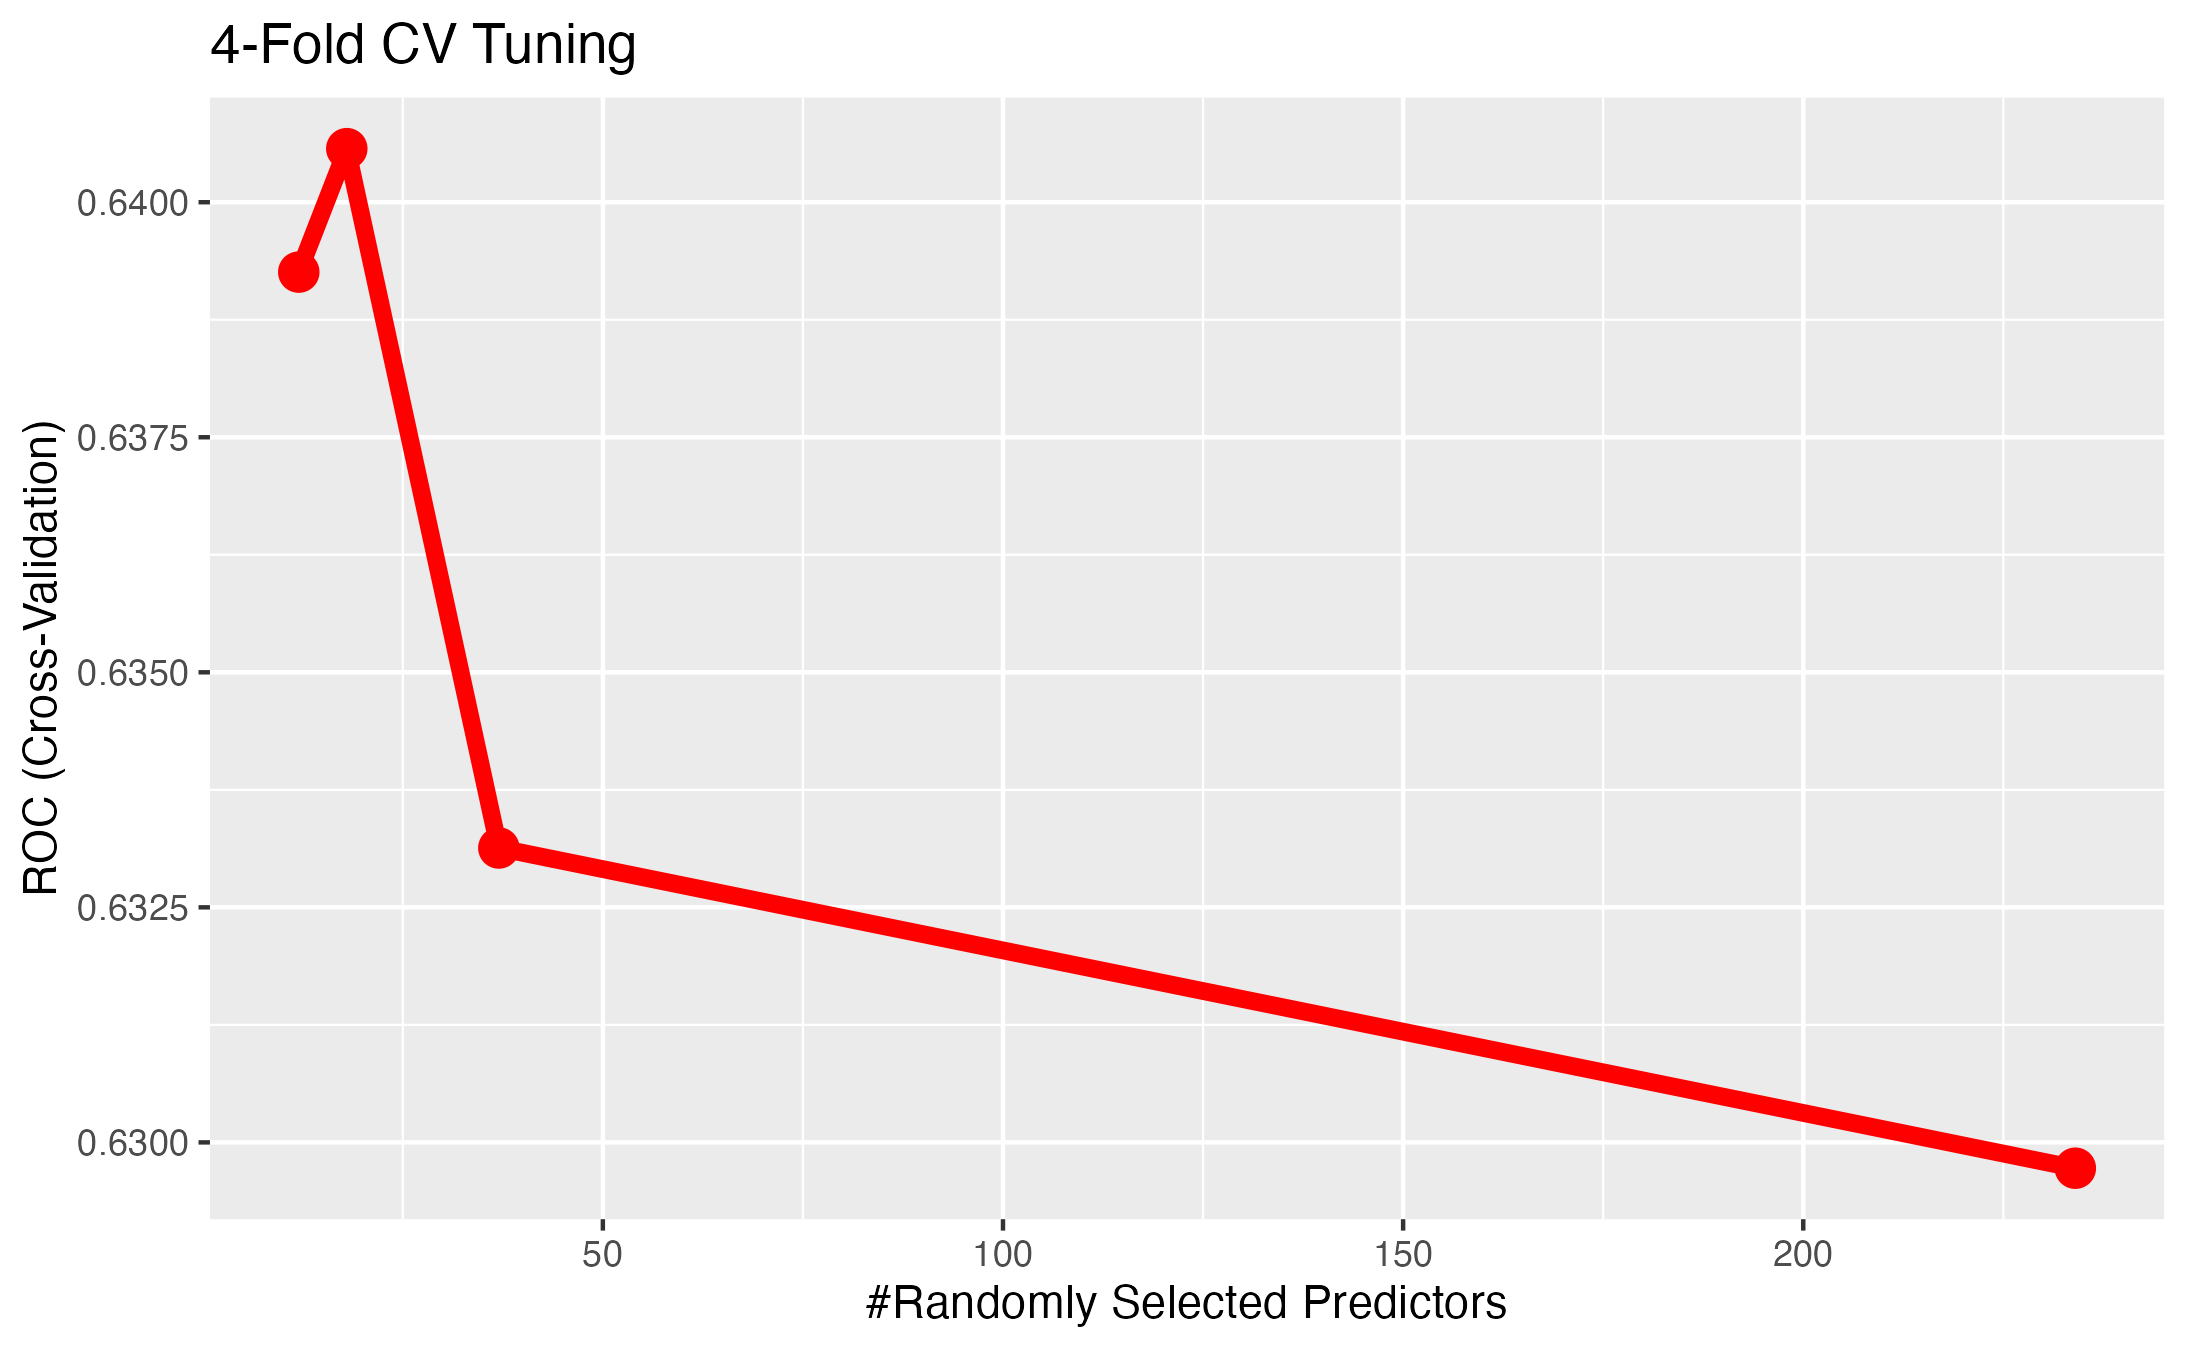 4-Fold CV Tuning
ROC (Cross-Validation)
0.6400
0.6375
0.6350
0.6325
0.6300
50 100 150 200
#Randomly Selected Predictors